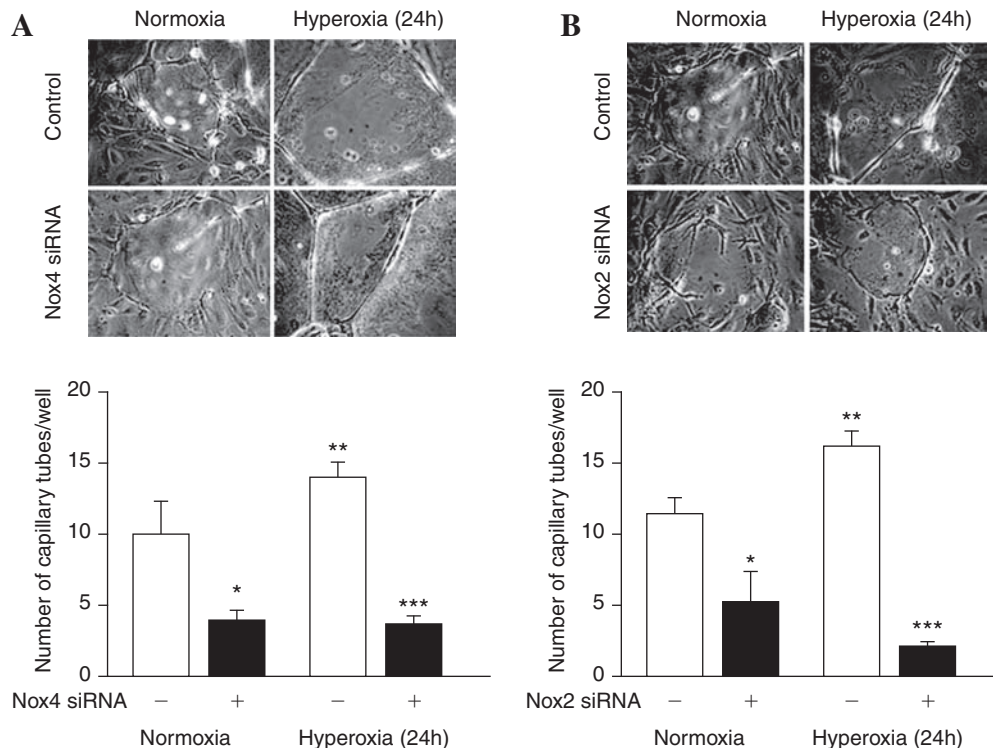 A
Normoxia Hyperoxia (24h)
Control
Nox4 siRNA
Number of capillary tubes/well
20
15
10
5
0
*
**
***
Nox4 siRNA − + − +
Normoxia Hyperoxia (24h)
B
Normoxia Hyperoxia (24h)
Control
Nox2 siRNA
Number of capillary tubes/well
20
15
10
5
0
*
**
***
Nox2 siRNA − + − +
Normoxia Hyperoxia (24h)